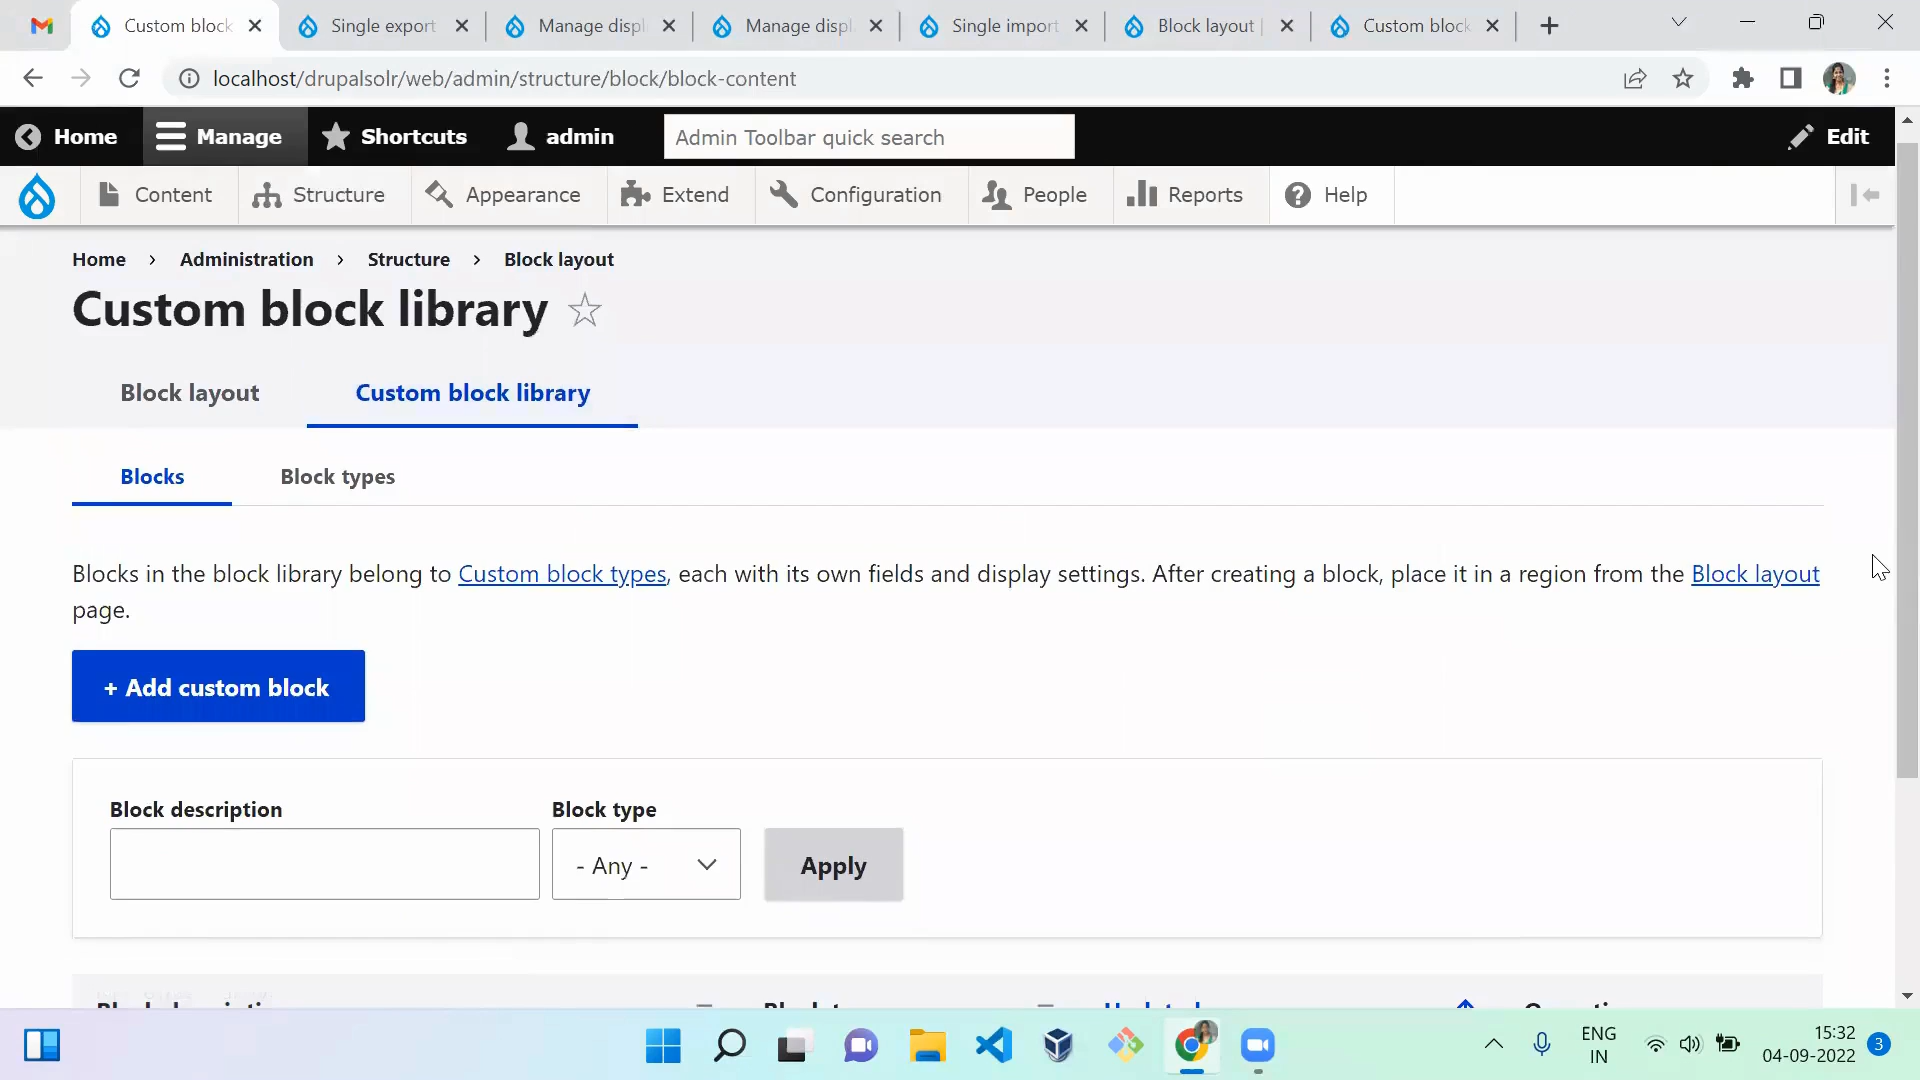 Custom block
Single export
Manage displ
Manage displ
Single import
Block layout |
Custom block
localhost/drupalsolr/web/admin/structure/block/block-content
Home
Manage
Shortcuts
admin
Admin Toolbar quick search
Edit
Content
Structure
Appearance
Extend
Configuration
People
Reports
Help
Home › Administration › Structure › Block layout
Custom block library
Block layout
Custom block library
Blocks
Block types
Blocks in the block library belong to Custom block types, each with its own fields and display settings. After creating a block, place it in a region from the Block layout
page.
+ Add custom block
Block description
Block type
- Any -
Apply
ENG
IN
15:32
04-09-2022
3